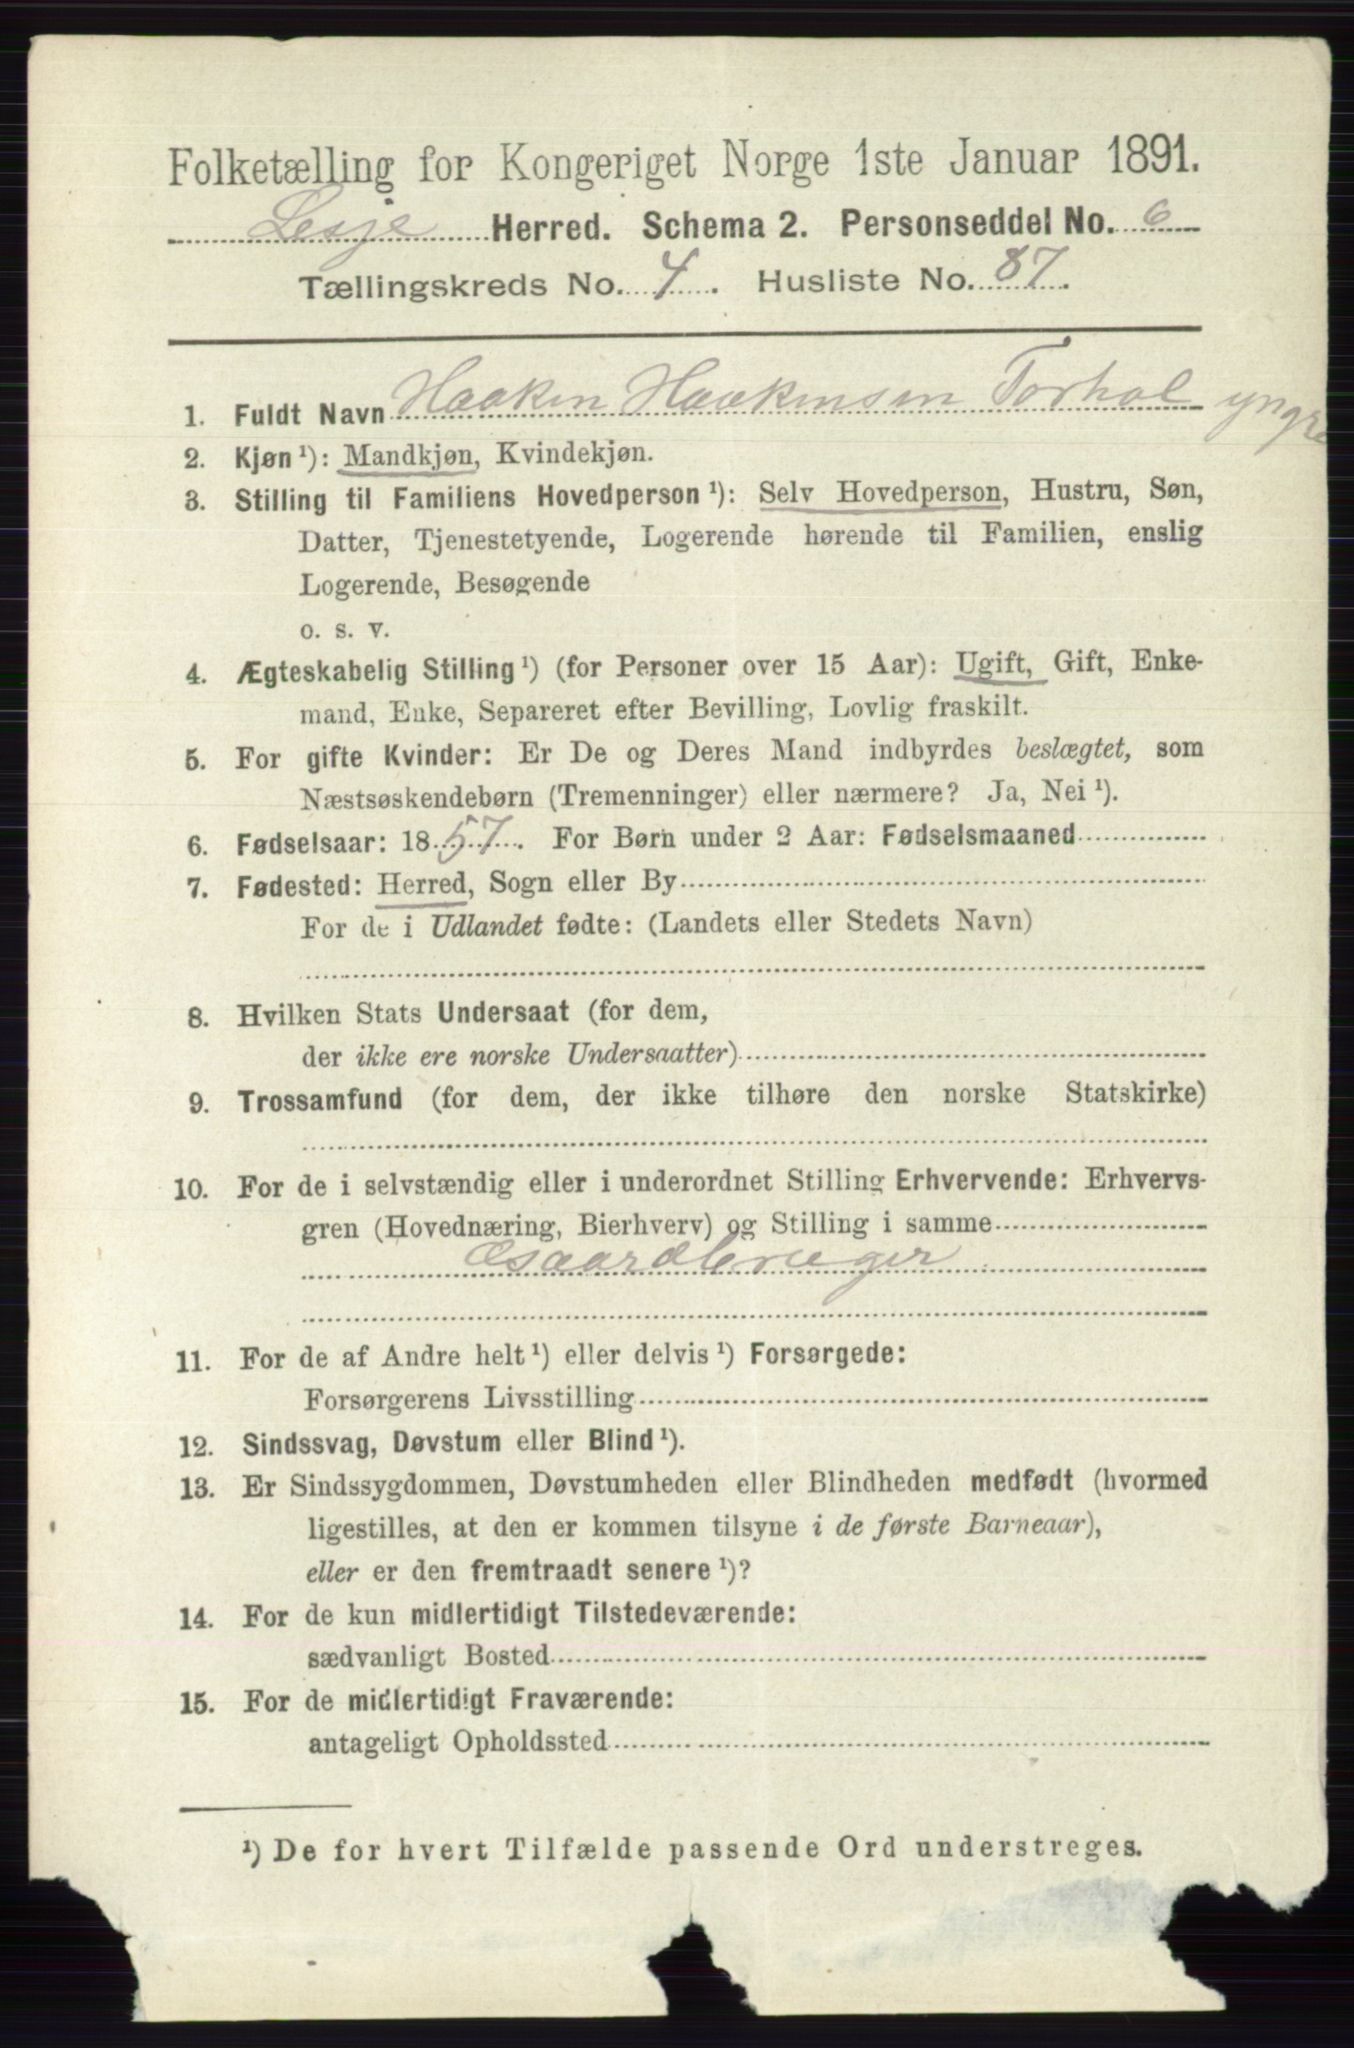 Folketælling for Kongeriget Norge 1ste Januar 1891.
Lesje Herred. Schema 2. Personseddel No. 6
Tællingskreds No. 4. Husliste No. 87.
1. Fuldt Navn Haaken Haakensen Torhol yngre
2. Kjøn ¹): Mandkjøn, Kvindekjøn.
3. Stilling til Familiens Hovedperson ¹): Selv Hovedperson, Hustru, Søn,
Datter, Tjenestetyende, Logerende hørende til Familien, enslig
Logerende, Besøgende
o. s. v.
4. Ægteskabelig Stilling ¹) (for Personer over 15 Aar): Ugift, Gift, Enke-
mand, Enke, Separeret efter Bevilling, Lovlig fraskilt.
5. For gifte Kvinder: Er De og Deres Mand indbyrdes beslægtet, som
Næstsøskendebørn (Tremenninger) eller nærmere? Ja, Nei ¹).
6. Fødselsaar: 1857. For Børn under 2 Aar: Fødselsmaaned
7. Fødested: Herred, Sogn eller By
For de i Udlandet fødte: (Landets eller Stedets Navn)
8. Hvilken Stats Undersaat (for dem,
der ikke ere norske Undersaatter)
9. Trossamfund (for dem, der ikke tilhøre den norske Statskirke)
10. For de i selvstændig eller i underordnet Stilling Erhvervende: Erhvervs-
gren (Hovednæring, Bierhverv) og Stilling i samme
Gaardbruger
11. For de af Andre helt ¹) eller delvis ¹) Forsørgede:
Forsørgerens Livsstilling
12. Sindssvag, Døvstum eller Blind ¹).
13. Er Sindssygdommen, Døvstumheden eller Blindheden medfødt (hvormed
ligestilles, at den er kommen tilsyne i de første Barneaar),
eller er den fremtraadt senere ¹)?
14. For de kun midlertidigt Tilstedeværende:
sædvanligt Bosted
15. For de midlertidigt Fraværende:
antageligt Opholdssted
¹) De for hvert Tilfælde passende Ord understreges.